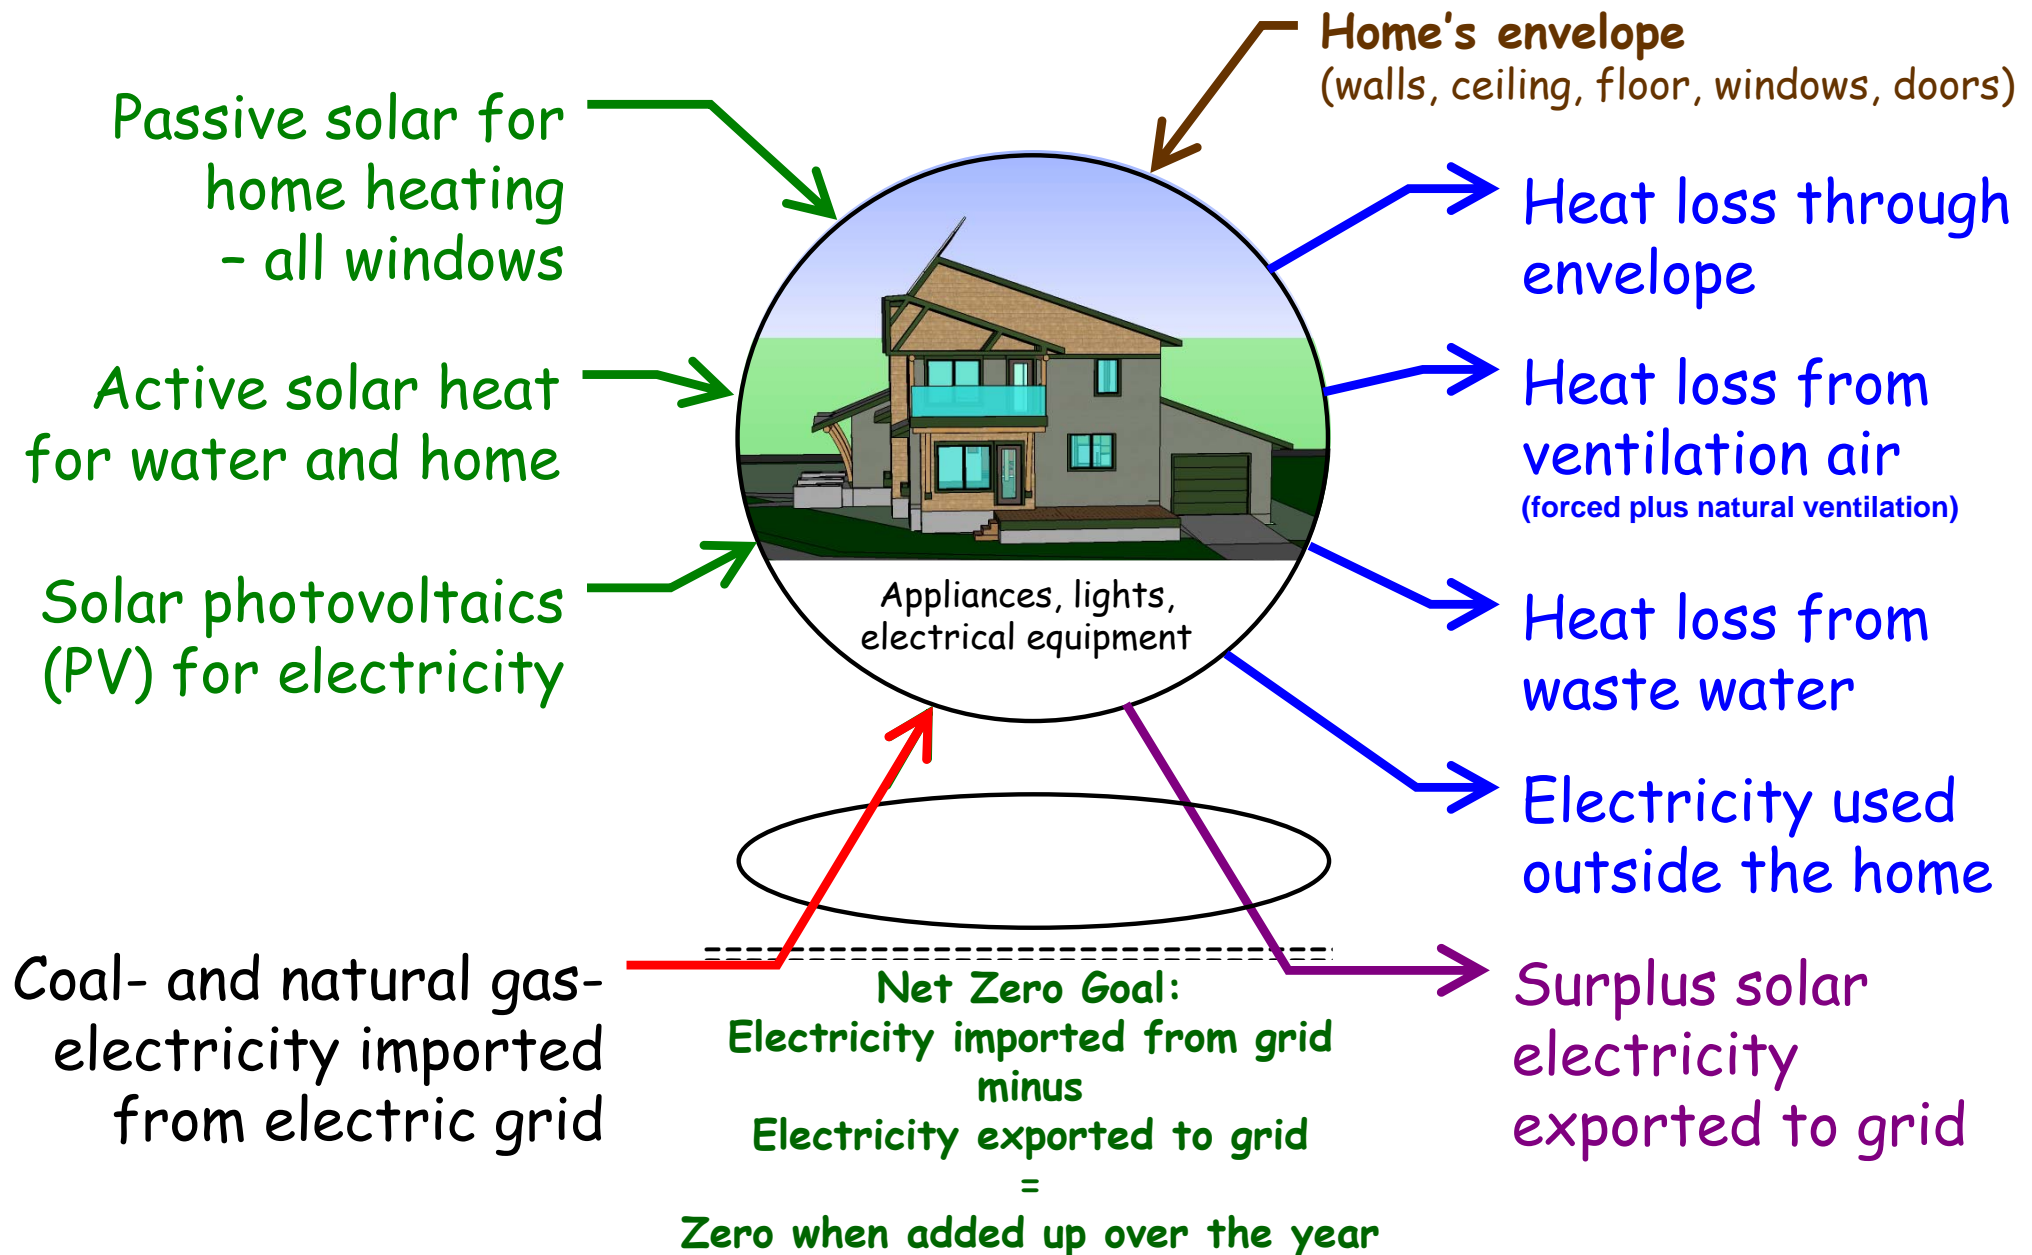 Home's envelope
(walls, ceiling, floor, windows, doors)
Passive solar for
home heating
– all windows
Active solar heat
for water and home
Solar photovoltaics
(PV) for electricity
Coal- and natural gas-
electricity imported
from electric grid
Appliances, lights,
electrical equipment
Net Zero Goal:
Electricity imported from grid
minus
Electricity exported to grid
=
Zero when added up over the year
Heat loss through
envelope
Heat loss from
ventilation air
(forced plus natural ventilation)
Heat loss from
waste water
Electricity used
outside the home
Surplus solar
electricity
exported to grid